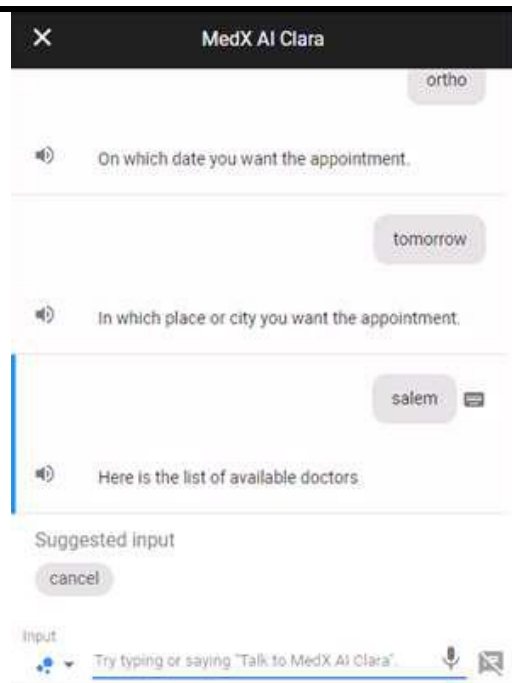 MedX AI Clara
ortho
On which date you want the appointment.
tomorrow
In which place or city you want the appointment.
salem
Here is the list of available doctors
Suggested input
cancel
Input
Try typing or saying "Talk to MedX AI Clara".